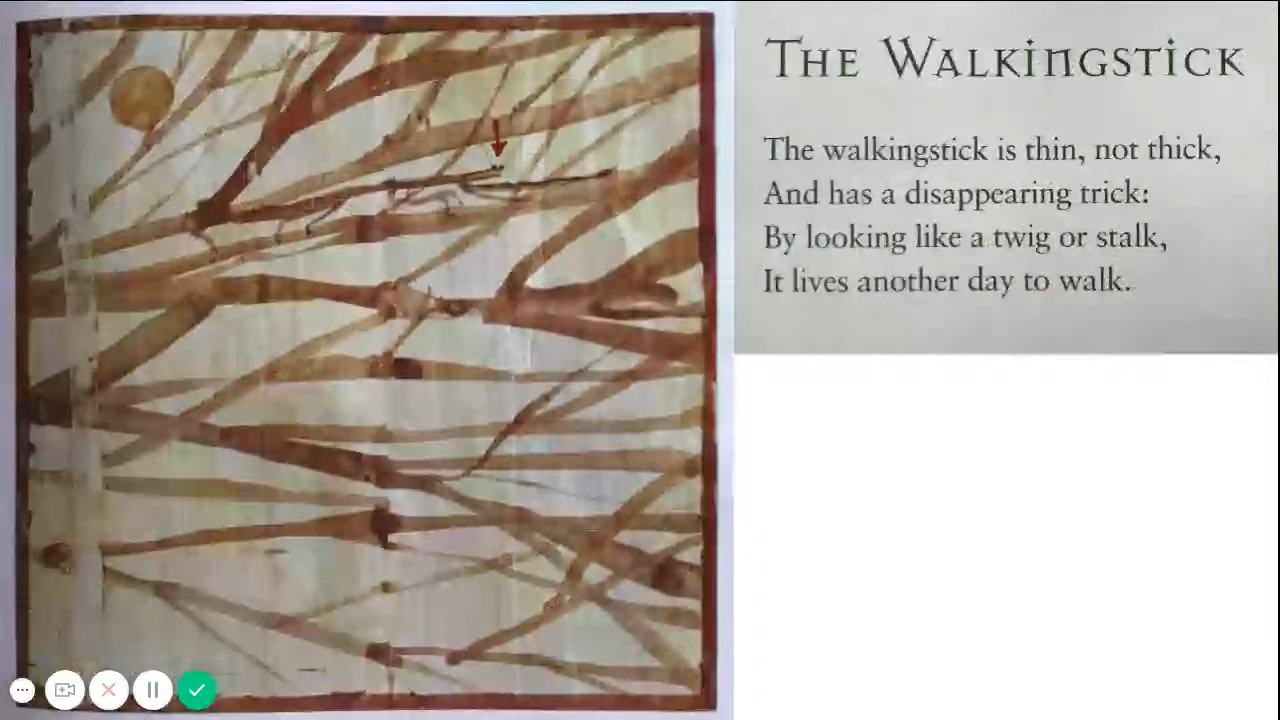 THE WALKINGSTICK
The walkingstick is thin, not thick,
And has a disappearing trick:
By looking like a twig or stalk,
It lives another day to walk.